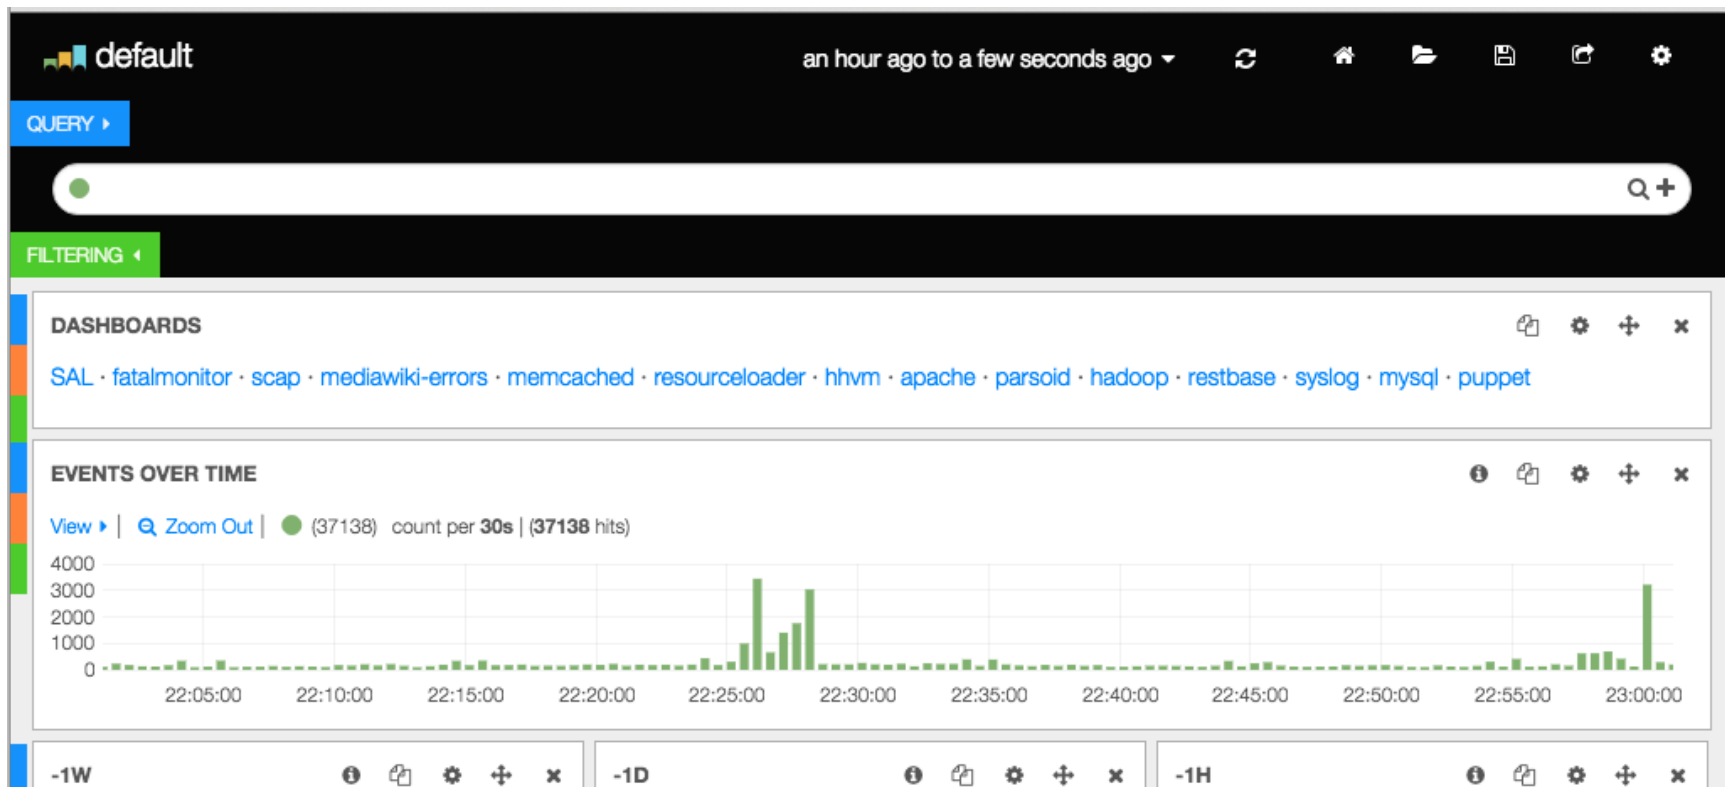 default
an hour ago to a few seconds ago
QUERY
FILTERING
DASHBOARDS
SAL · fatalmonitor · scap · mediawiki-errors · memcached · resourceloader · hhvm · apache · parsoid · hadoop · restbase · syslog · mysql · puppet
EVENTS OVER TIME
View | Zoom Out | (37138) count per 30s | (37138 hits)
4000
3000
2000
1000
0
22:05:00 22:10:00 22:15:00 22:20:00 22:25:00 22:30:00 22:35:00 22:40:00 22:45:00 22:50:00 22:55:00 23:00:00
-1W
-1D
-1H